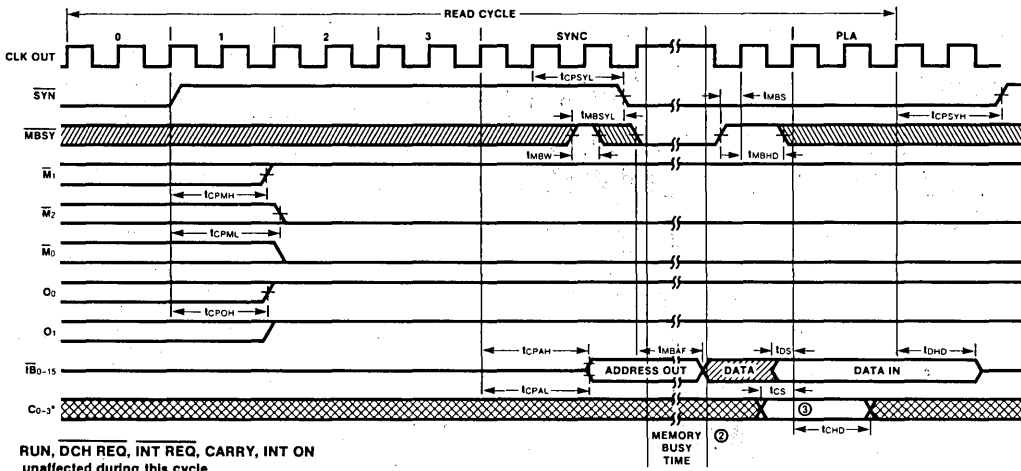 READ CYCLE
0 1 2 3 SYNC PLA
CLK OUT
tCPSYL
tMBS
SYN
tMBSYL
tCPSYH
MBSY
tMBW
tMBHD
M1
tCPMH
M2
tCPML
M0
O0
tCPOH
O1
tCPAH
tMBAF
tDS
tDHD
IB0-15
ADDRESS OUT
DATA
DATA IN
tCPAL
tCS
C0-3*
③
tCHD
MEMORY
BUSY
TIME
②
RUN, DCH REQ, INT REQ, CARRY, INT ON
unaffected during this cycle